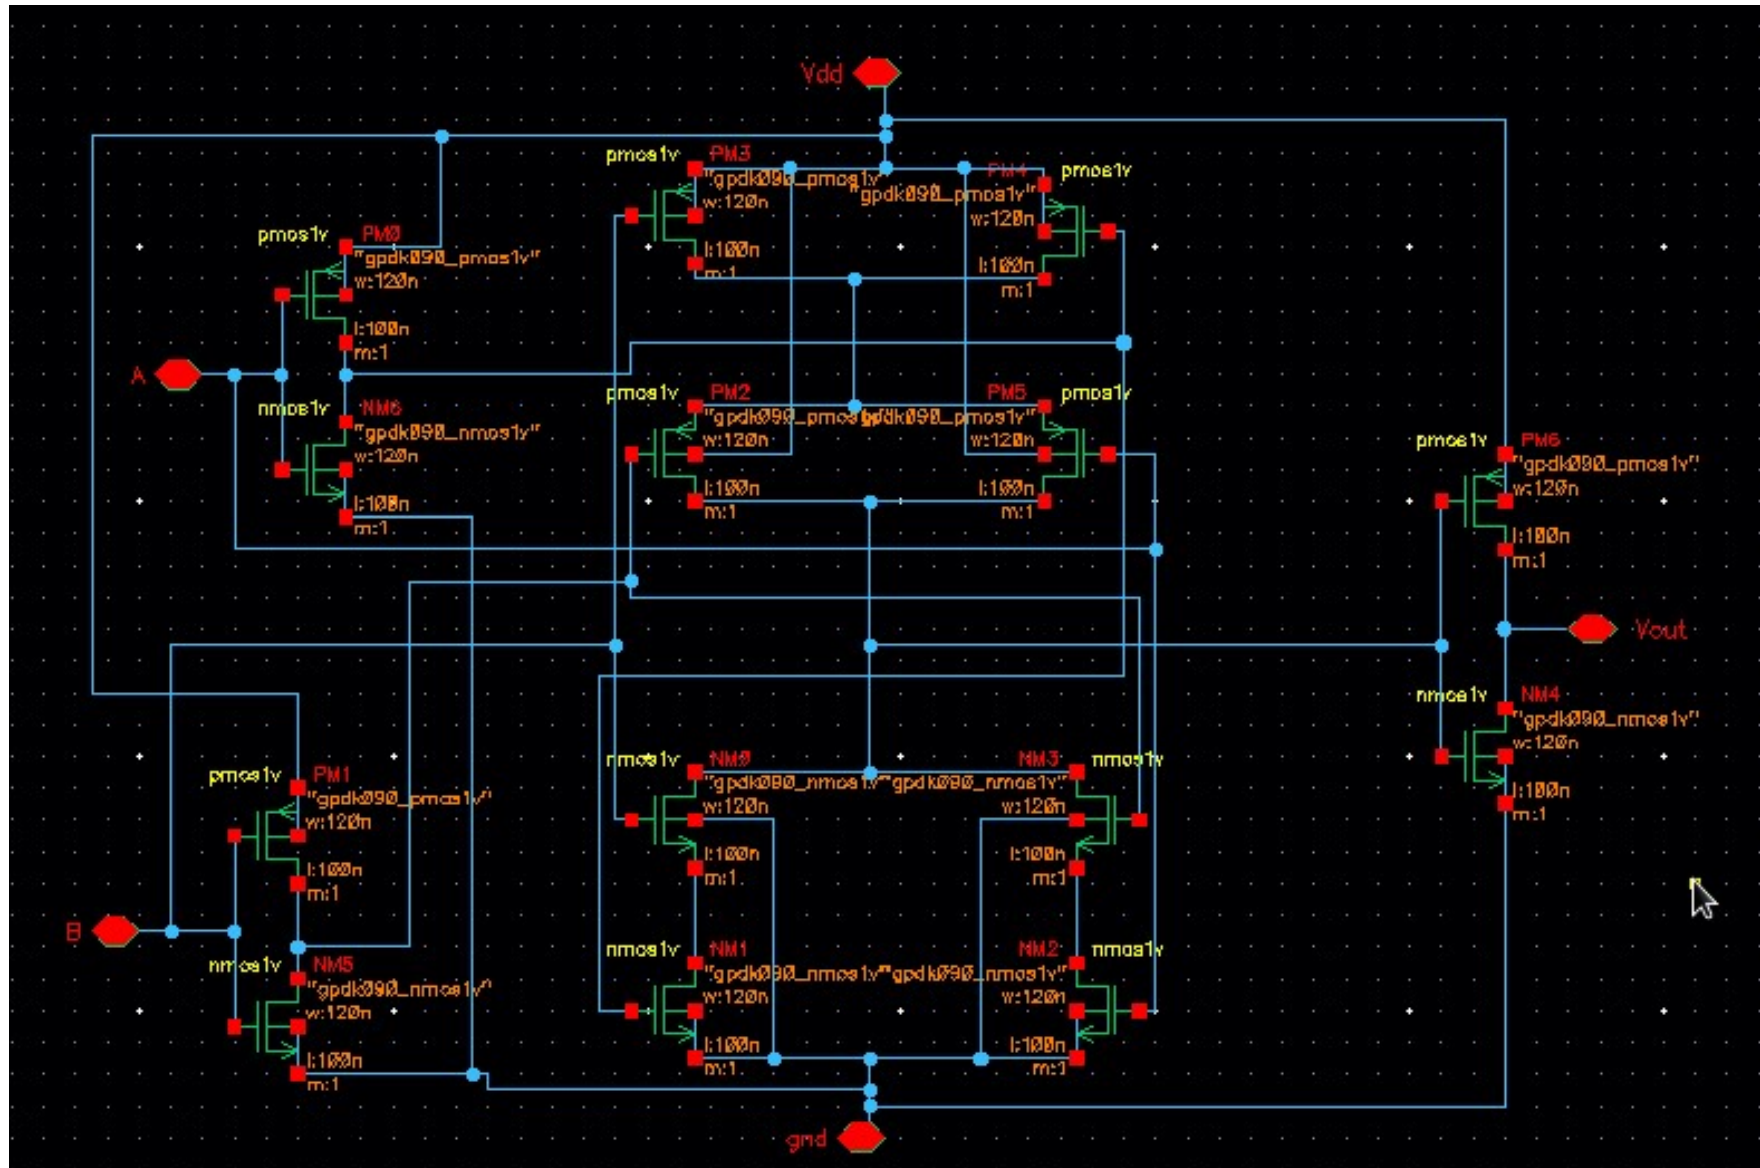 Vdd
pmos1v PM3
"gpdk090_pmos1v"
w:120n
l:100n
m:1
PM4 pmos1v
"gpdk090_pmos1v"
w:120n
l:100n
m:1
pmos1v PM0
"gpdk090_pmos1v"
w:120n
l:100n
m:1
A
nmos1v NM6
"gpdk090_nmos1v"
w:120n
l:100n
m:1
pmos1v PM2
"gpdk090_pmos1v"
w:120n
l:100n
m:1
PM5 pmos1v
"gpdk090_pmos1v"
w:120n
l:100n
m:1
pmos1v PM6
"gpdk090_pmos1v"
w:120n
l:100n
m:1
Vout
nmos1v NM4
"gpdk090_nmos1v"
w:120n
l:100n
m:1
pmos1v PM1
"gpdk090_pmos1v"
w:120n
l:100n
m:1
B
nmos1v NM5
"gpdk090_nmos1v"
w:120n
l:100n
m:1
nmos1v NM0
"gpdk090_nmos1v"
w:120n
l:100n
m:1
NM3 nmos1v
"gpdk090_nmos1v"
w:120n
l:100n
m:1
nmos1v NM1
"gpdk090_nmos1v"
w:120n
l:100n
m:1
NM2 nmos1v
"gpdk090_nmos1v"
w:120n
l:100n
m:1
gnd